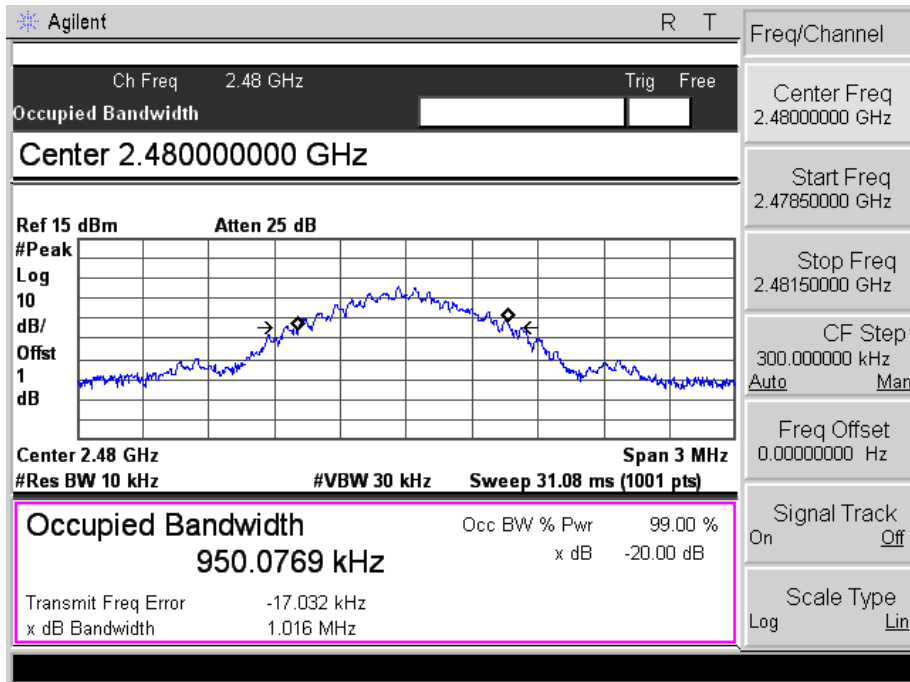 Agilent R T
Ch Freq 2.48 GHz Trig Free
Occupied Bandwidth
Center 2.480000000 GHz
Ref 15 dBm Atten 25 dB
#Peak
Log
10
dB/
Offst
1
dB
Center 2.48 GHz Span 3 MHz
#Res BW 10 kHz #VBW 30 kHz Sweep 31.08 ms (1001 pts)
Occupied Bandwidth
950.0769 kHz
Occ BW % Pwr 99.00 %
x dB -20.00 dB
Transmit Freq Error -17.032 kHz
x dB Bandwidth 1.016 MHz
Freq/Channel
Center Freq
2.48000000 GHz
Start Freq
2.47850000 GHz
Stop Freq
2.48150000 GHz
CF Step
300.000000 kHz
Auto Man
Freq Offset
0.00000000 Hz
Signal Track
On Off
Scale Type
Log Lin